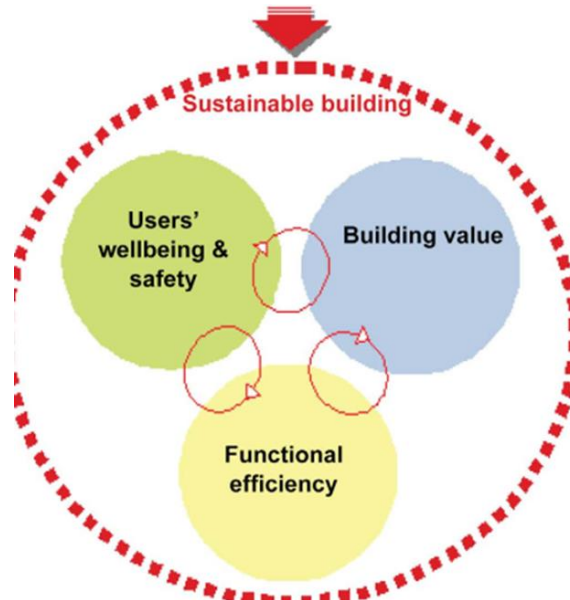 Sustainable building
Users’
wellbeing &
safety
Building value
Functional
efficiency